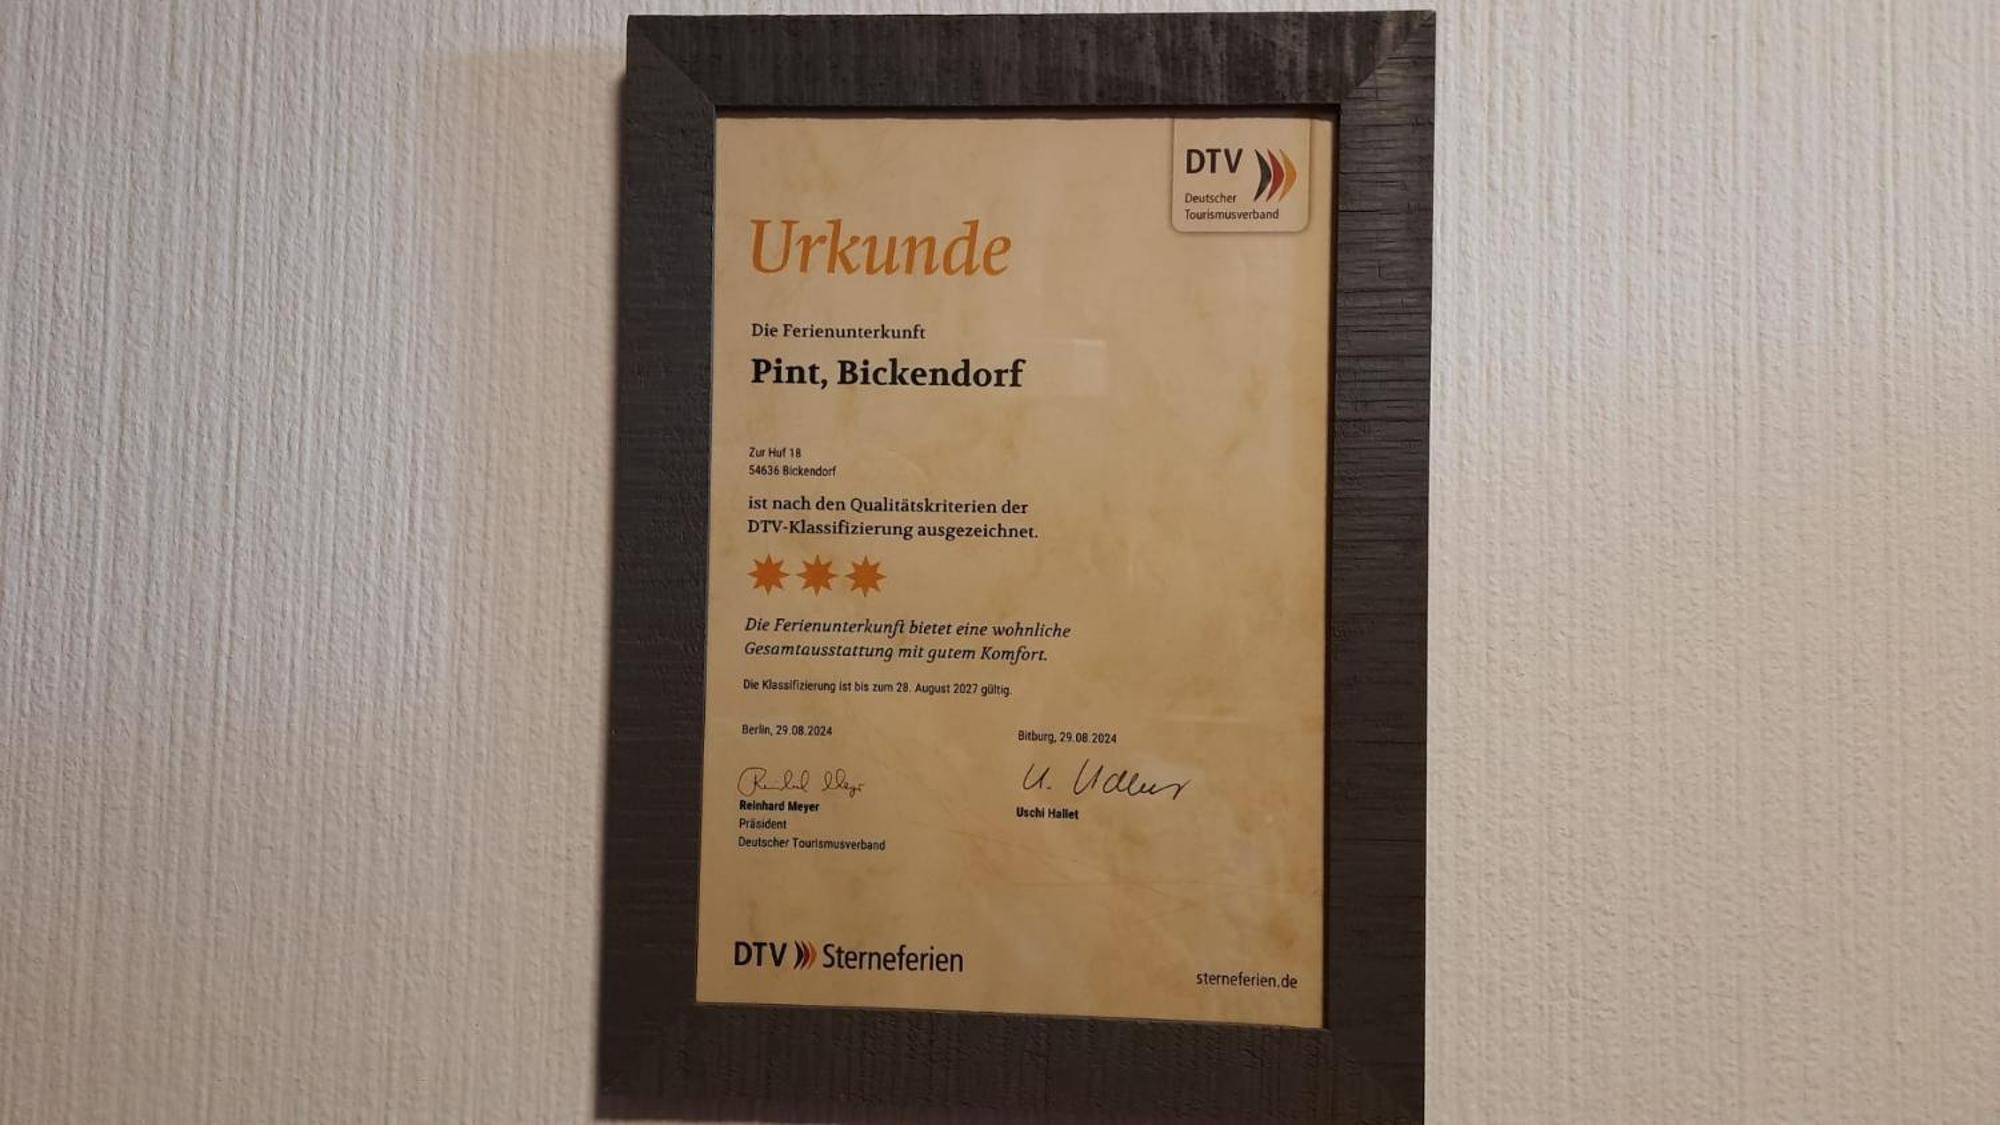 DTV
Deutscher
Tourismusverband
Urkunde
Die Ferienunterkunft
Pint, Bickendorf
Zur Huf 18
54636 Bickendorf
ist nach den Qualitätskriterien der
DTV-Klassifizierung ausgezeichnet.
Die Ferienunterkunft bietet eine wohnliche
Gesamtausstattung mit gutem Komfort.
Die Klassifizierung ist bis zum 28. August 2027 gültig.
Berlin, 29.08.2024
Reinhard Meyer
Präsident
Deutscher Tourismusverband
Bitburg, 29.08.2024
Uschi Hallet
DTV Sterneferien
sterneferien.de